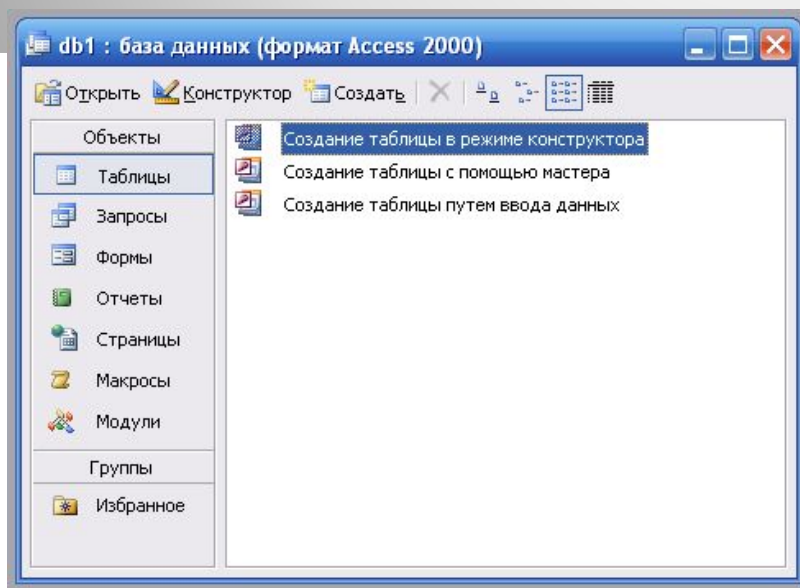 db1 : база данных (формат Access 2000)
Открыть Конструктор Создать
Объекты
Таблицы
Запросы
Формы
Отчеты
Страницы
Макросы
Модули
Группы
Избранное
Создание таблицы в режиме конструктора
Создание таблицы с помощью мастера
Создание таблицы путем ввода данных